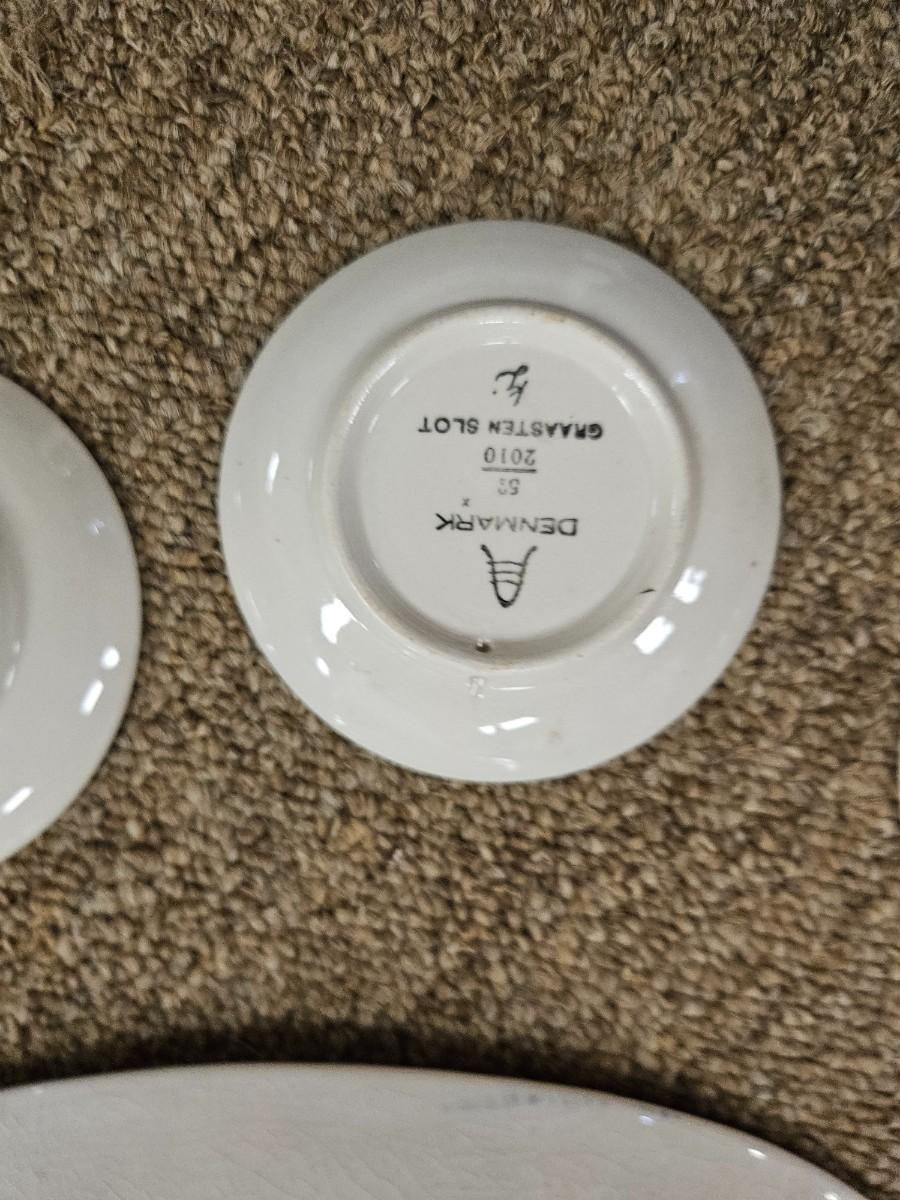 DENMARK
x
2010
GRAASTEN SLOT